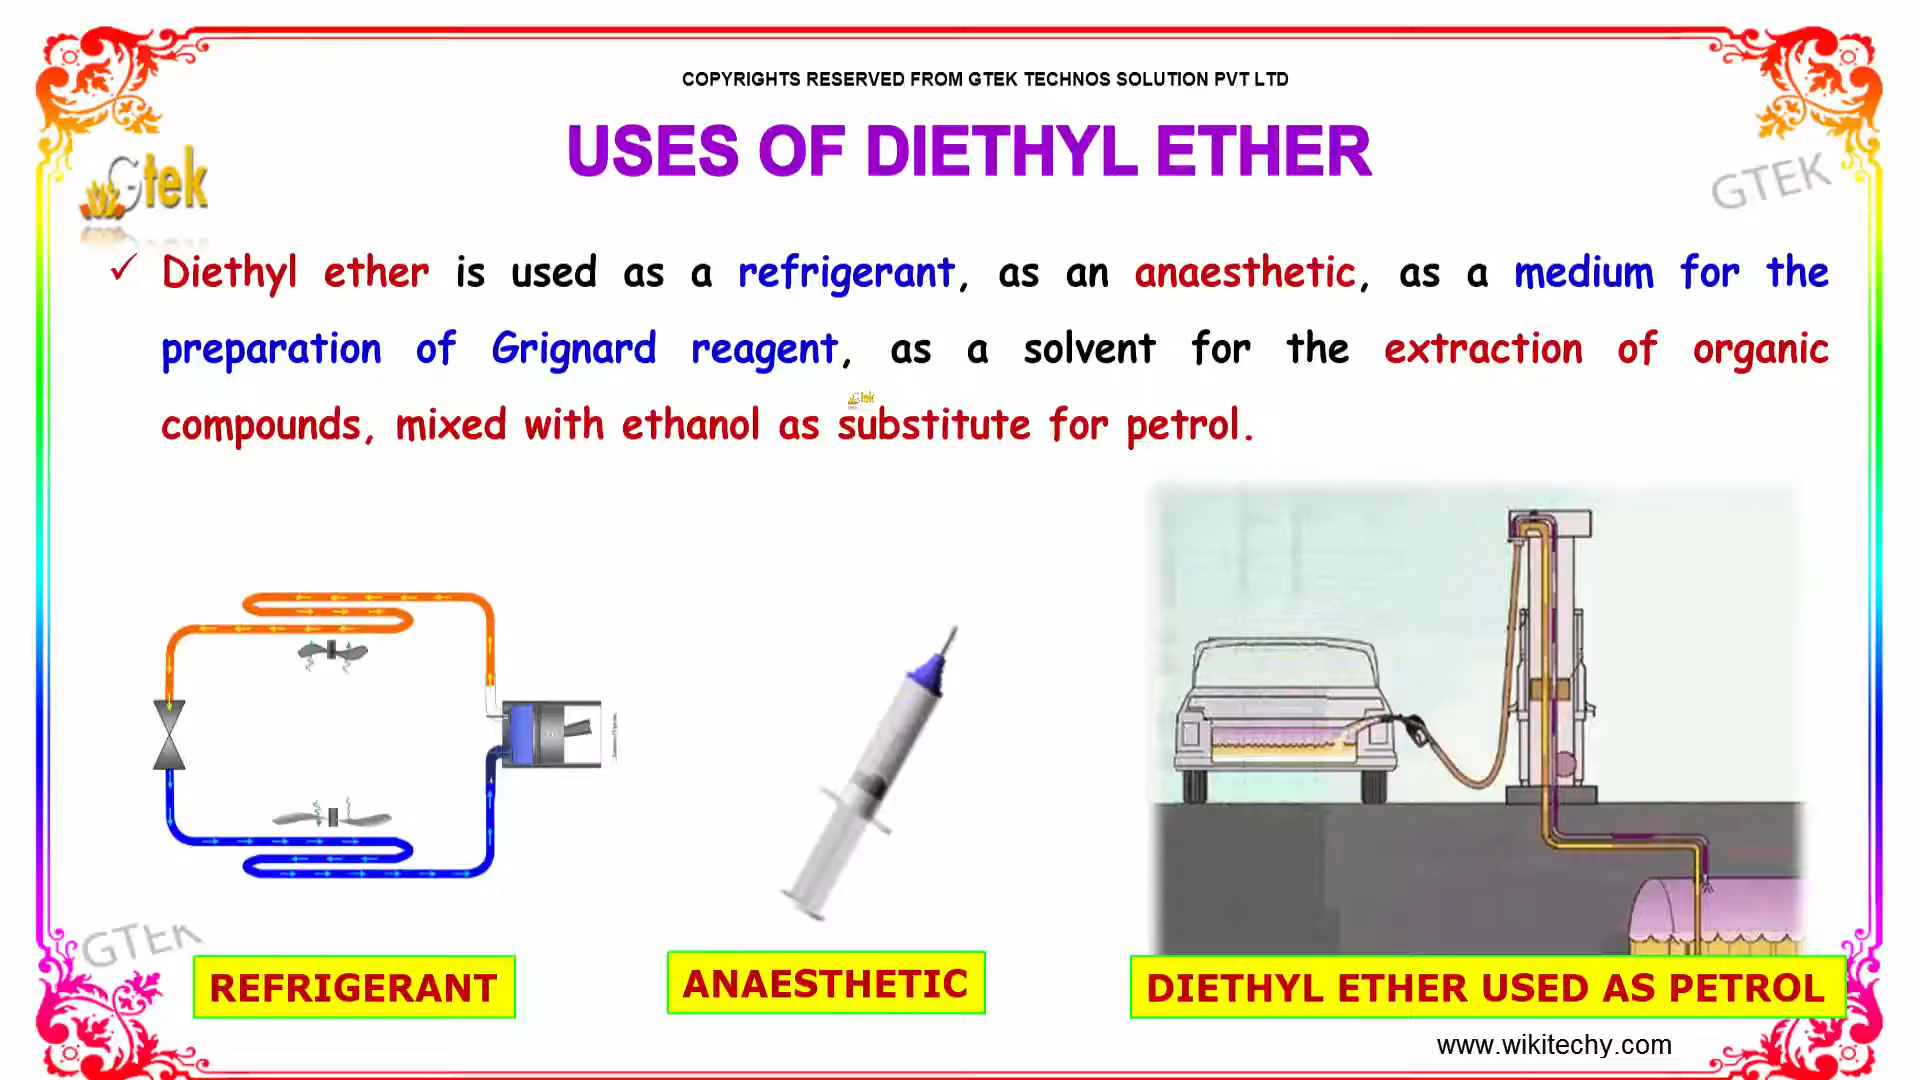 COPYRIGHTS RESERVED FROM GTEK TECHNOS SOLUTION PVT LTD
USES OF DIETHYL ETHER
Gtek
GTEK
✓ Diethyl ether is used as a refrigerant, as an anaesthetic, as a medium for the
preparation of Grignard reagent, as a solvent for the extraction of organic
Gtek
compounds, mixed with ethanol as substitute for petrol.
GTEK
REFRIGERANT
ANAESTHETIC
DIETHYL ETHER USED AS PETROL
www.wikitechy.com